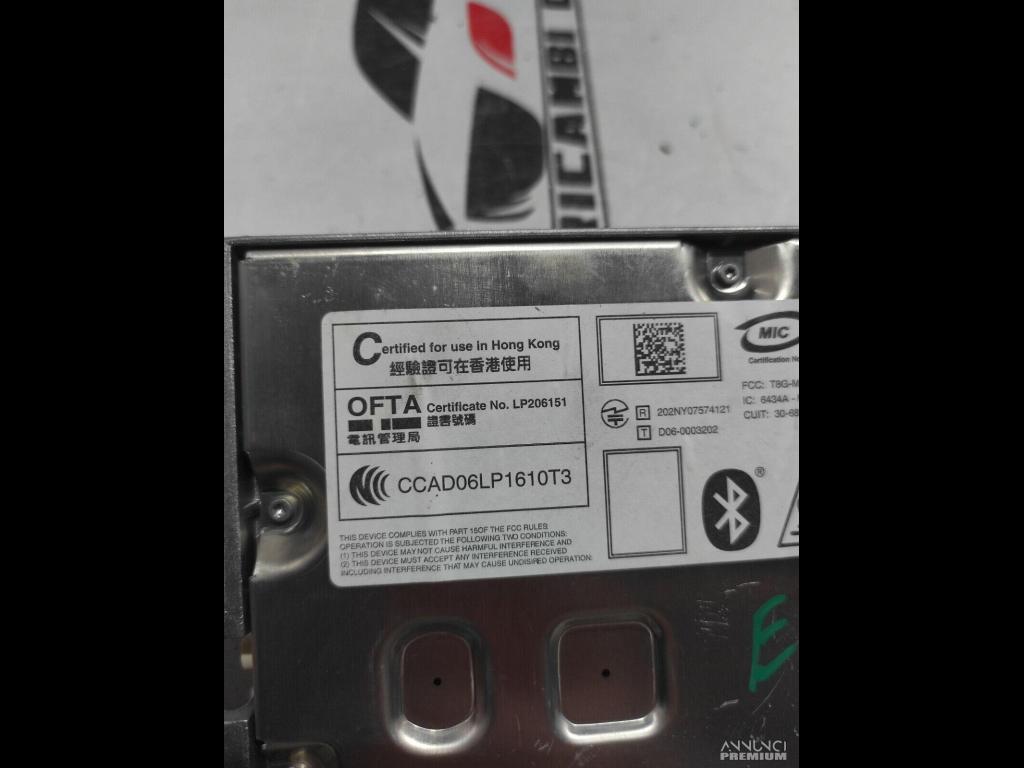 RICAMBI
Certified for use in Hong Kong
經驗證可在香港使用
OFTA Certificate No. LP206151
證書號碼
電訊管理局
CCAD06LP1610T3
THIS DEVICE COMPLIES WITH PART 15OF THE FCC RULES
OPERATION IS SUBJECTED THE FOLLOWING TWO CONDITIONS:
(1) THIS DEVICE MAY NOT CAUSE HARMFUL INTERFERENCE AND
(2) THIS DEVICE MUST ACCEPT ANY INTERFERENCE RECEIVED
INCLUDING INTERFERENCE THAT MAY CAUSE UNDISIRED OPERATION:
MIC
Certification No
FCC: T8G-M
IC: 6434A -
CUIT: 30-68
R 202NY07574121
T D06-0003202
®
E
ANNUNCI
PREMIUM